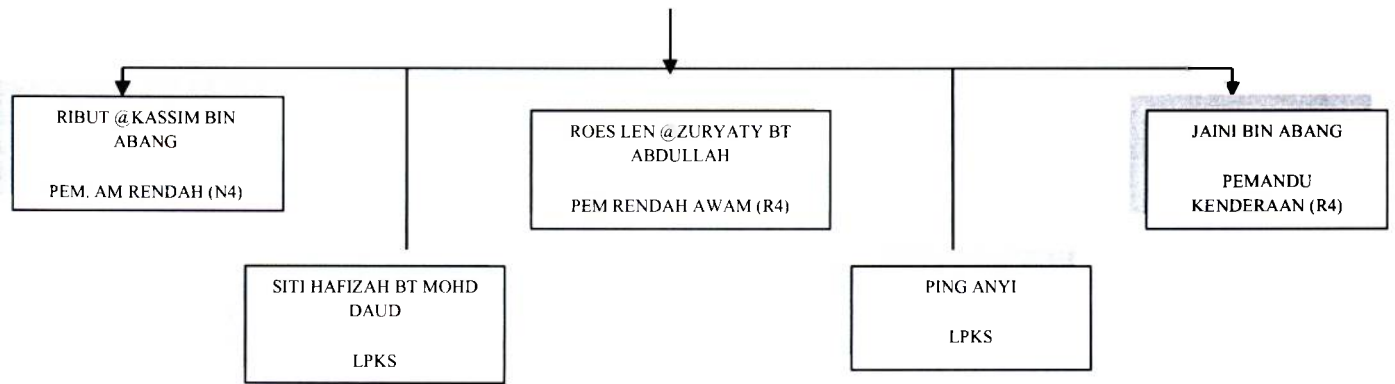 RIBUT @KASSIM BIN
ABANG
PEM. AM RENDAH (N4)
ROES LEN @ZURYATY BT
ABDULLAH
PEM RENDAH AWAM (R4)
JAINI BIN ABANG
PEMANDU
KENDERAAN (R4)
SITI HAFIZAH BT MOHD
DAUD
LPKS
PING ANYI
LPKS